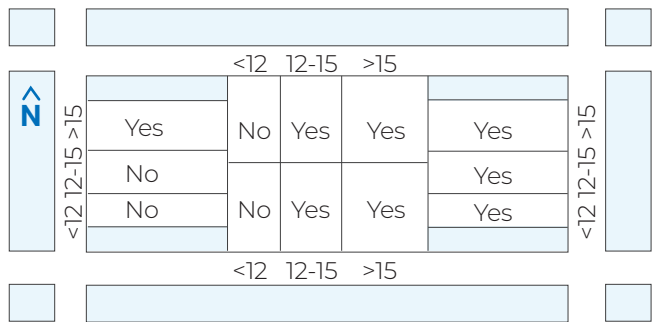 <12 12-15 >15
N
<12 12-15 >15
Yes No Yes Yes Yes
No Yes
No No Yes Yes Yes
<12 12-15 >15
<12 12-15 >15